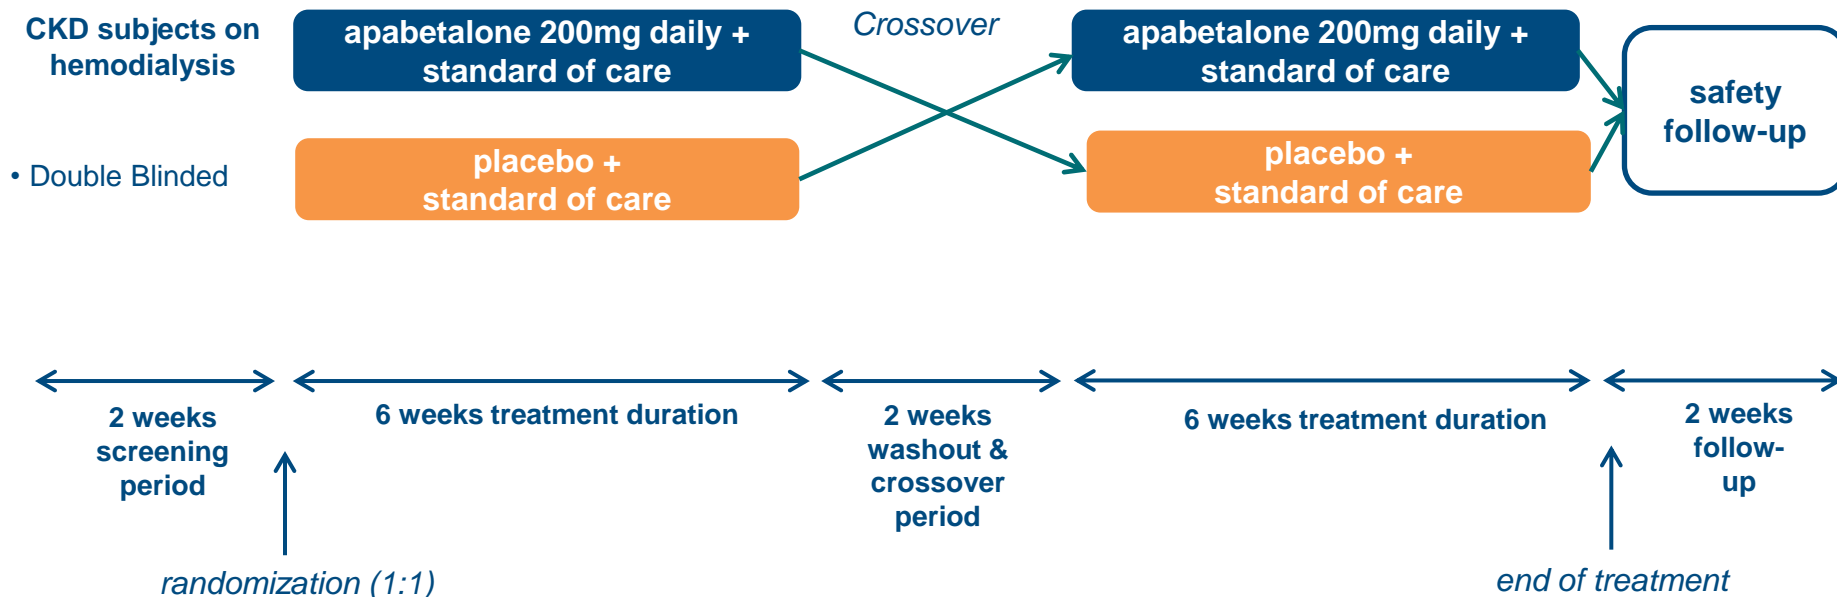 CKD subjects on
hemodialysis
• Double Blinded
apabetalone 200mg daily +
standard of care
placebo +
standard of care
Crossover
apabetalone 200mg daily +
standard of care
placebo +
standard of care
safety
follow-up
2 weeks
screening
period
6 weeks treatment duration
2 weeks
washout &
crossover
period
6 weeks treatment duration
2 weeks
follow-
up
randomization (1:1)
end of treatment